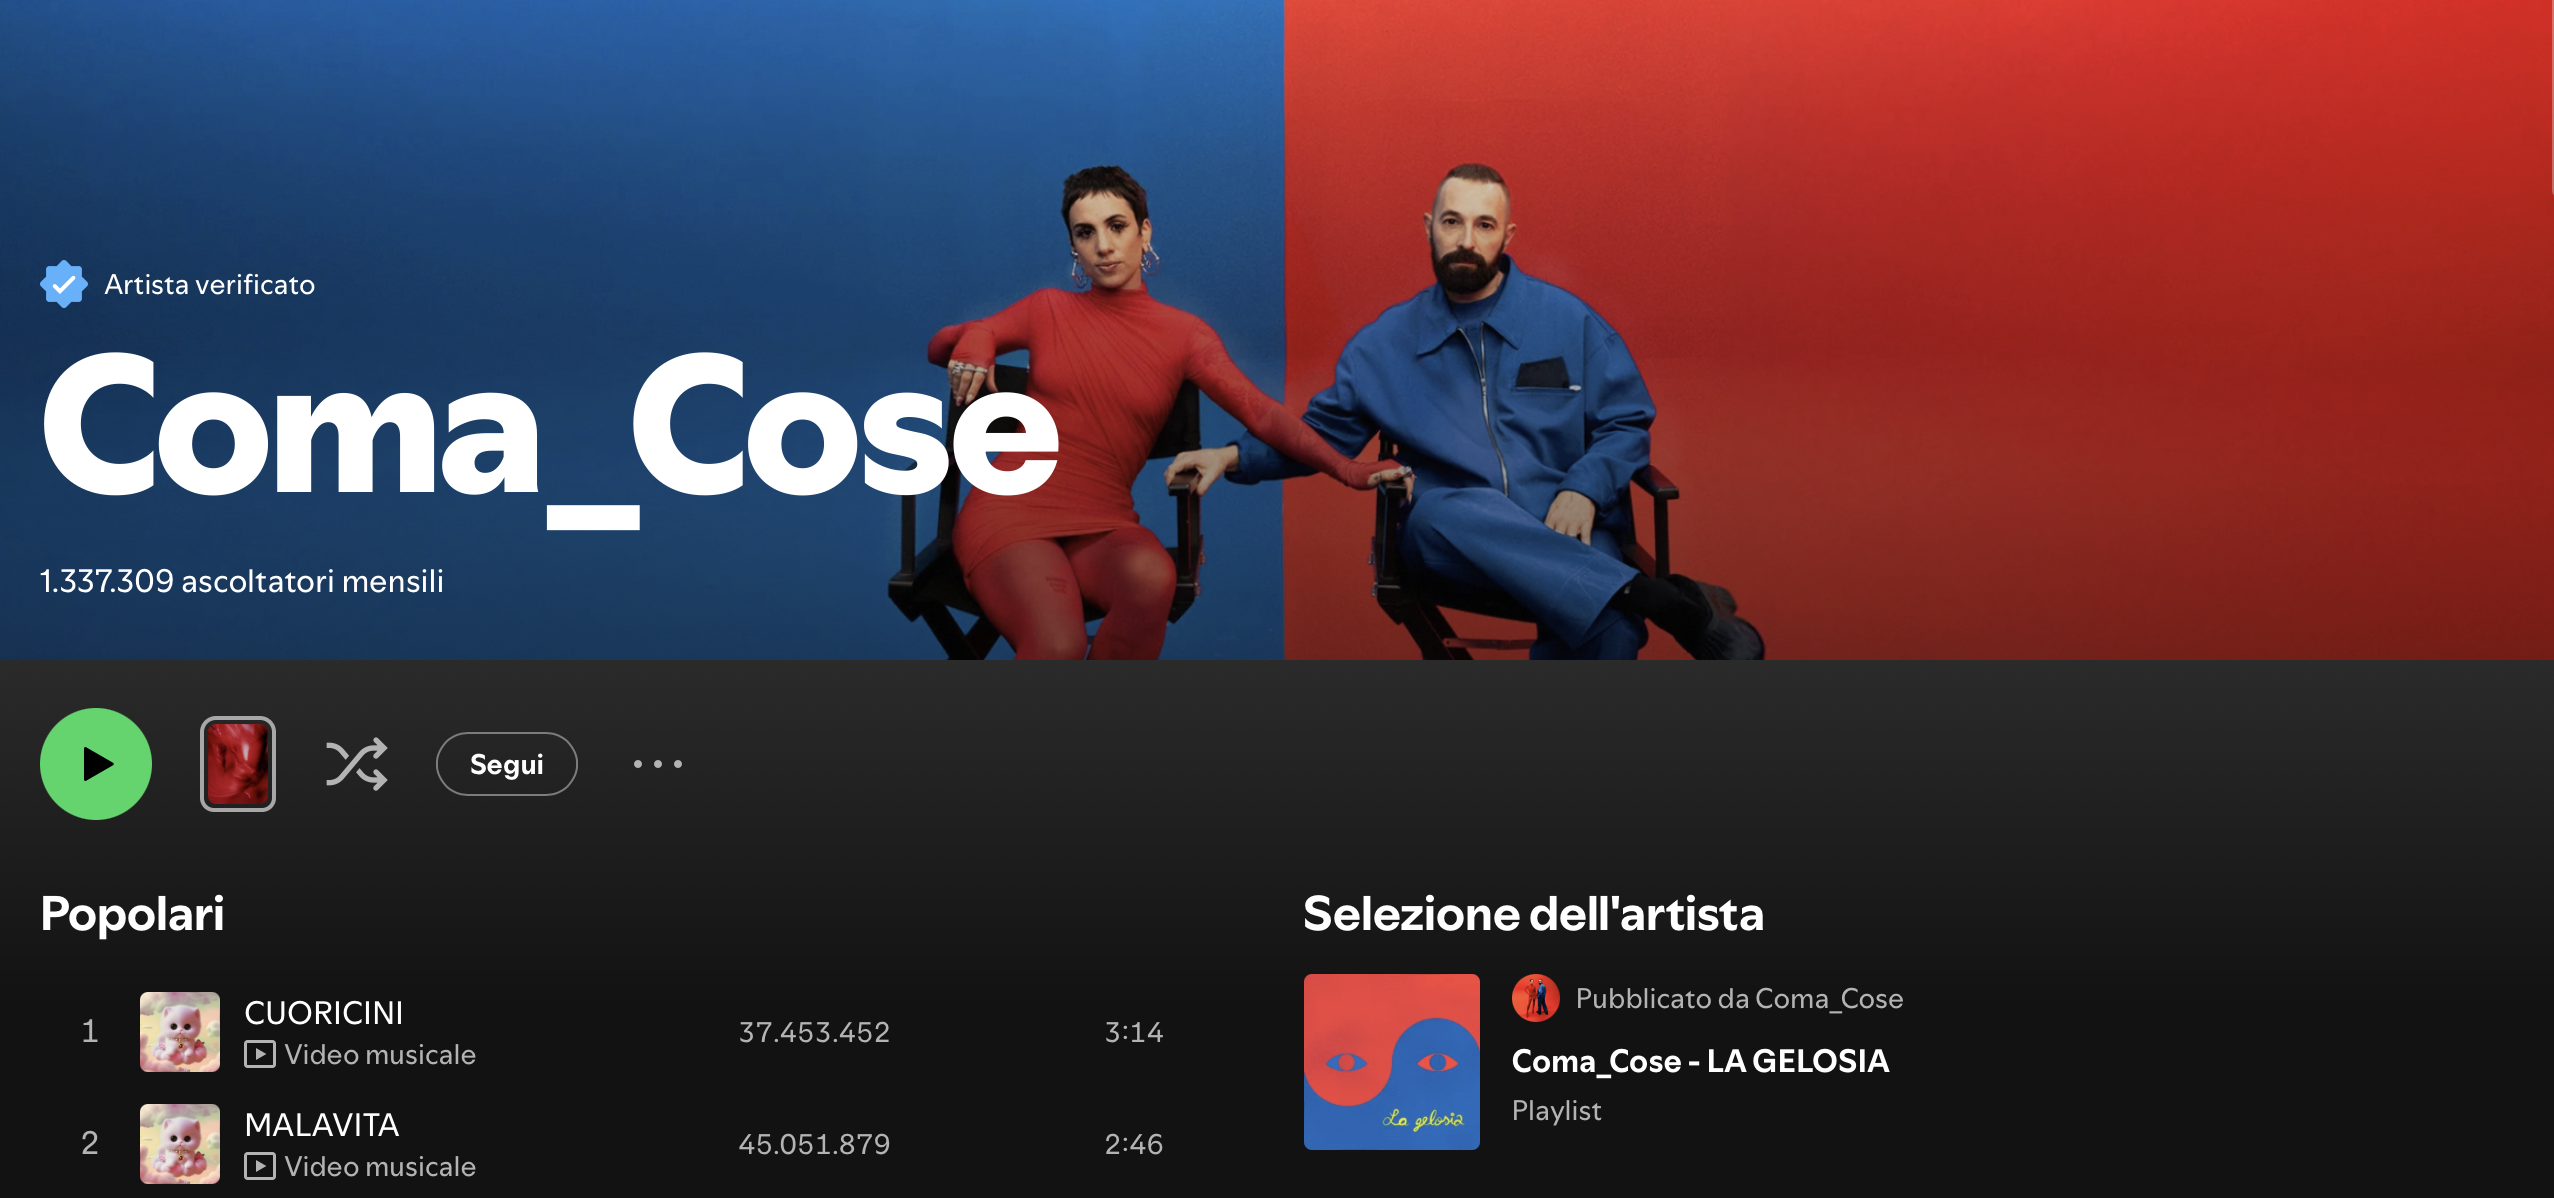 Artista verificato
Coma_Cose
1.337.309 ascoltatori mensili
Segui
Popolari
1
CUORICINI
Video musicale
37.453.452
3:14
2
MALAVITA
Video musicale
45.051.879
2:46
Selezione dell'artista
La gelosia
Pubblicato da Coma_Cose
Coma_Cose - LA GELOSIA
Playlist